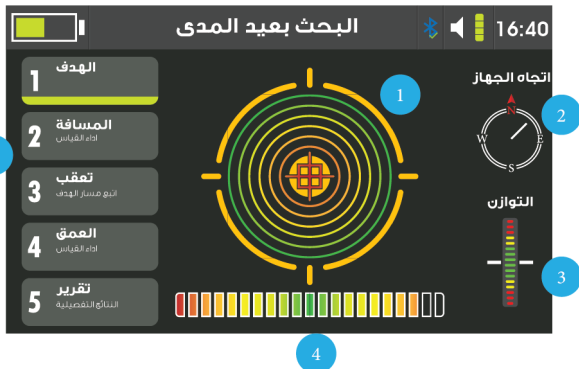 البحث بعيد المدى
16:40
1 الهدف
2 المسافة
اداء القياس
3 تعقب
اتبع مسار الهدف
4 العمق
اداء القياس
5 تقرير
النتائج التفصيلية
1
اتجاه الجهاز
2
N
W
E
S
التوازن
3
4